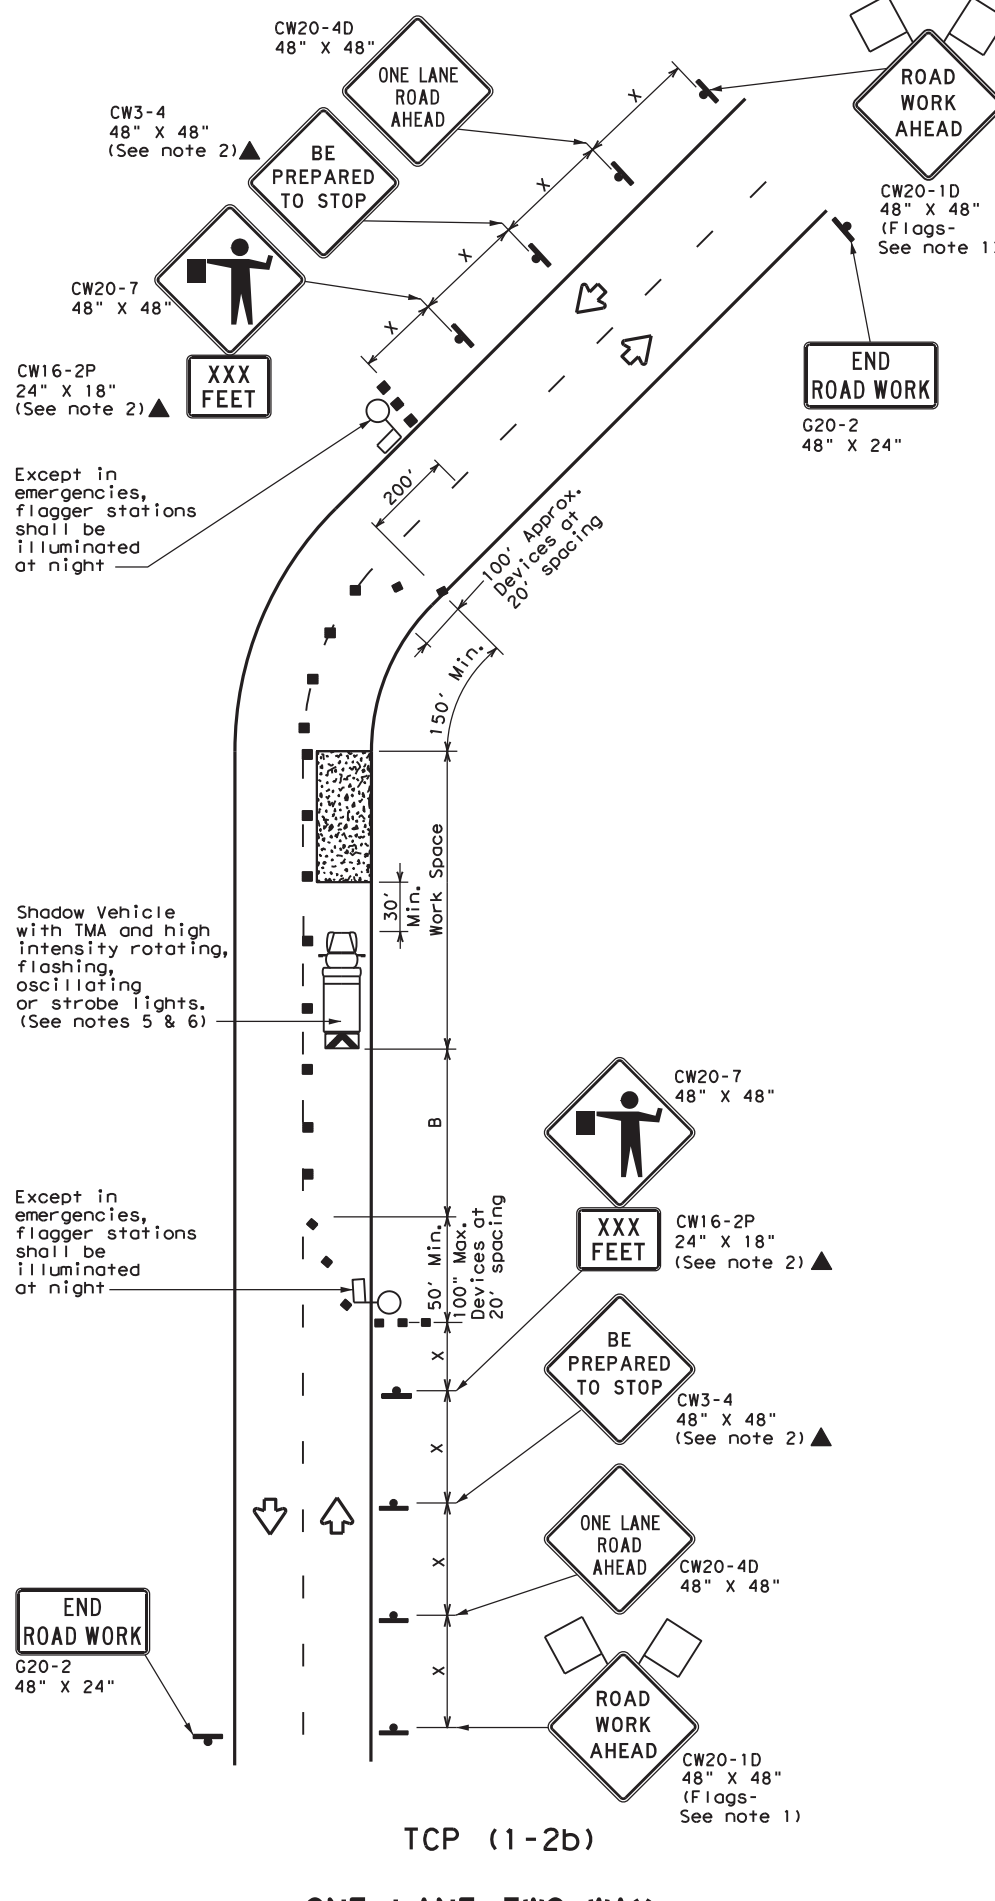 CW20-4D
48" X 48"
ONE LANE
ROAD
AHEAD
X
ROAD
WORK
AHEAD
CW3-4
48" X 48"
(See note 2)
BE
PREPARED
TO STOP
X
CW20-1D
48" X 48"
(Flags-
See note 1)
X
CW20-7
48" X 48"
X
CW16-2P
24" X 18"
(See note 2)
XXX
FEET
END
ROAD WORK
G20-2
48" X 24"
Except in
emergencies,
flagger stations
shall be
illuminated
at night
200'
100' Approx.
Devices at
20' spacing
150' Min.
Work Space
30'
Min.
Shadow Vehicle
with TMA and high
intensity rotating,
flashing,
oscillating
or strobe lights.
(See notes 5 & 6)
B
CW20-7
48" X 48"
Except in
emergencies,
flagger stations
shall be
illuminated
at night
50' Min.
100" Max.
Devices at
20' spacing
XXX
FEET
CW16-2P
24" X 18"
(See note 2)
X
BE
PREPARED
TO STOP
CW3-4
48" X 48"
(See note 2)
X
ONE LANE
ROAD
AHEAD
CW20-4D
48" X 48"
X
END
ROAD WORK
G20-2
48" X 24"
X
ROAD
WORK
AHEAD
CW20-1D
48" X 48"
(Flags-
See note 1)
TCP (1-2b)